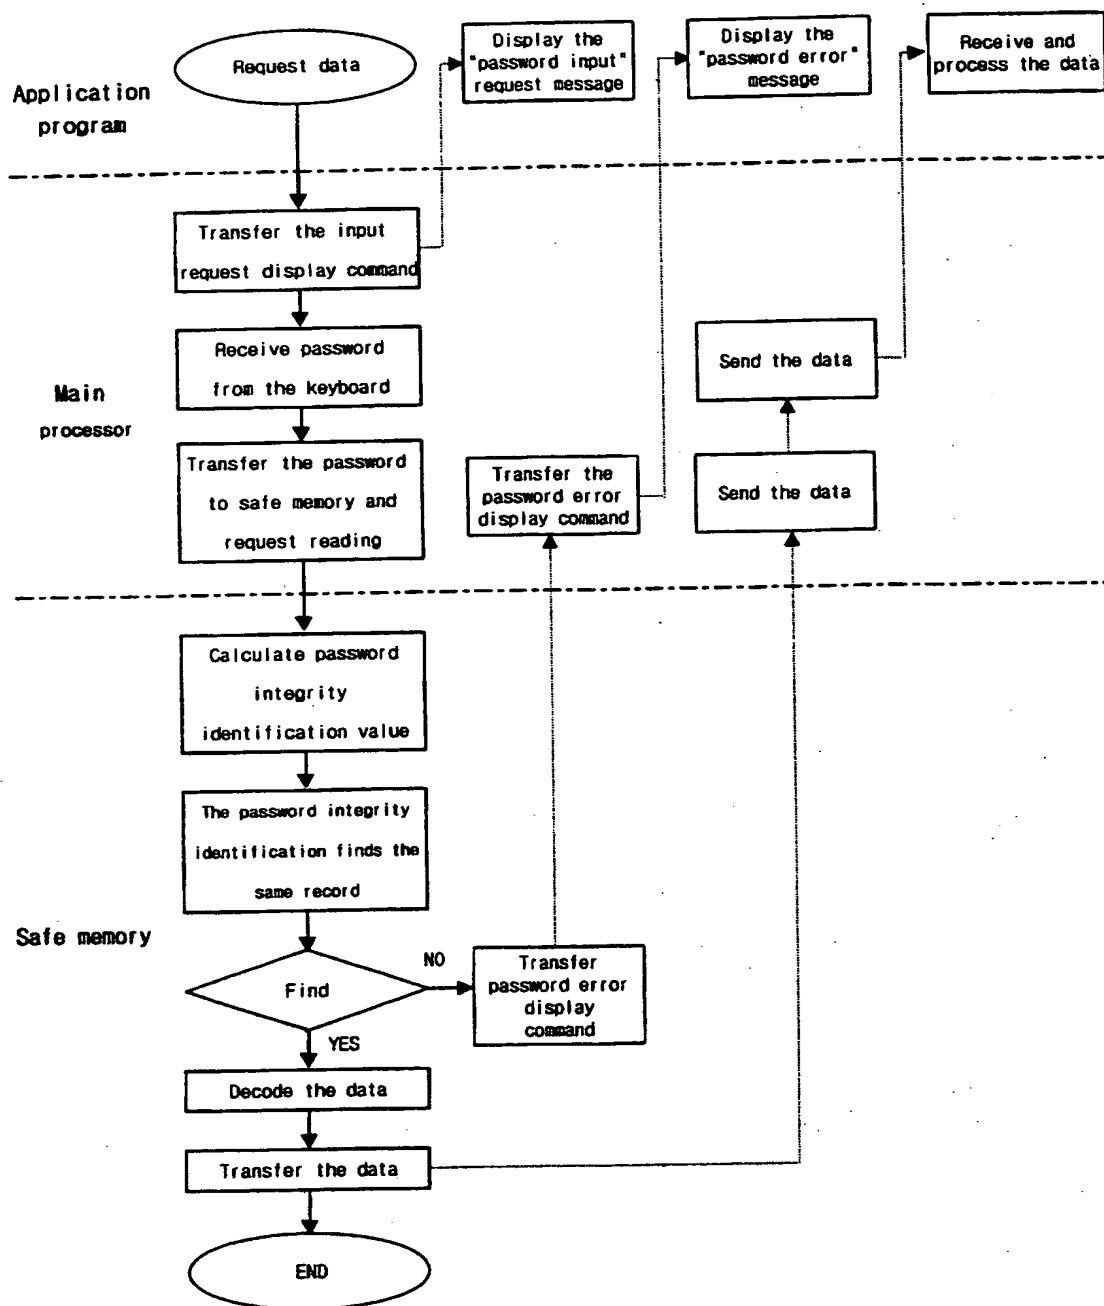 Request data
Display the
"password input"
request message
Display the
"password error"
message
Receive and
process the data
Application
program
Transfer the input
request display command
Receive password
from the keyboard
Send the data
Main
processor
Transfer the password
to safe memory and
request reading
Transfer the
password error
display command
Send the data
Calculate password
integrity
identification value
The password integrity
identification finds the
same record
Safe memory
Find
NO
Transfer
password error
display
command
YES
Decode the data
Transfer the data
END